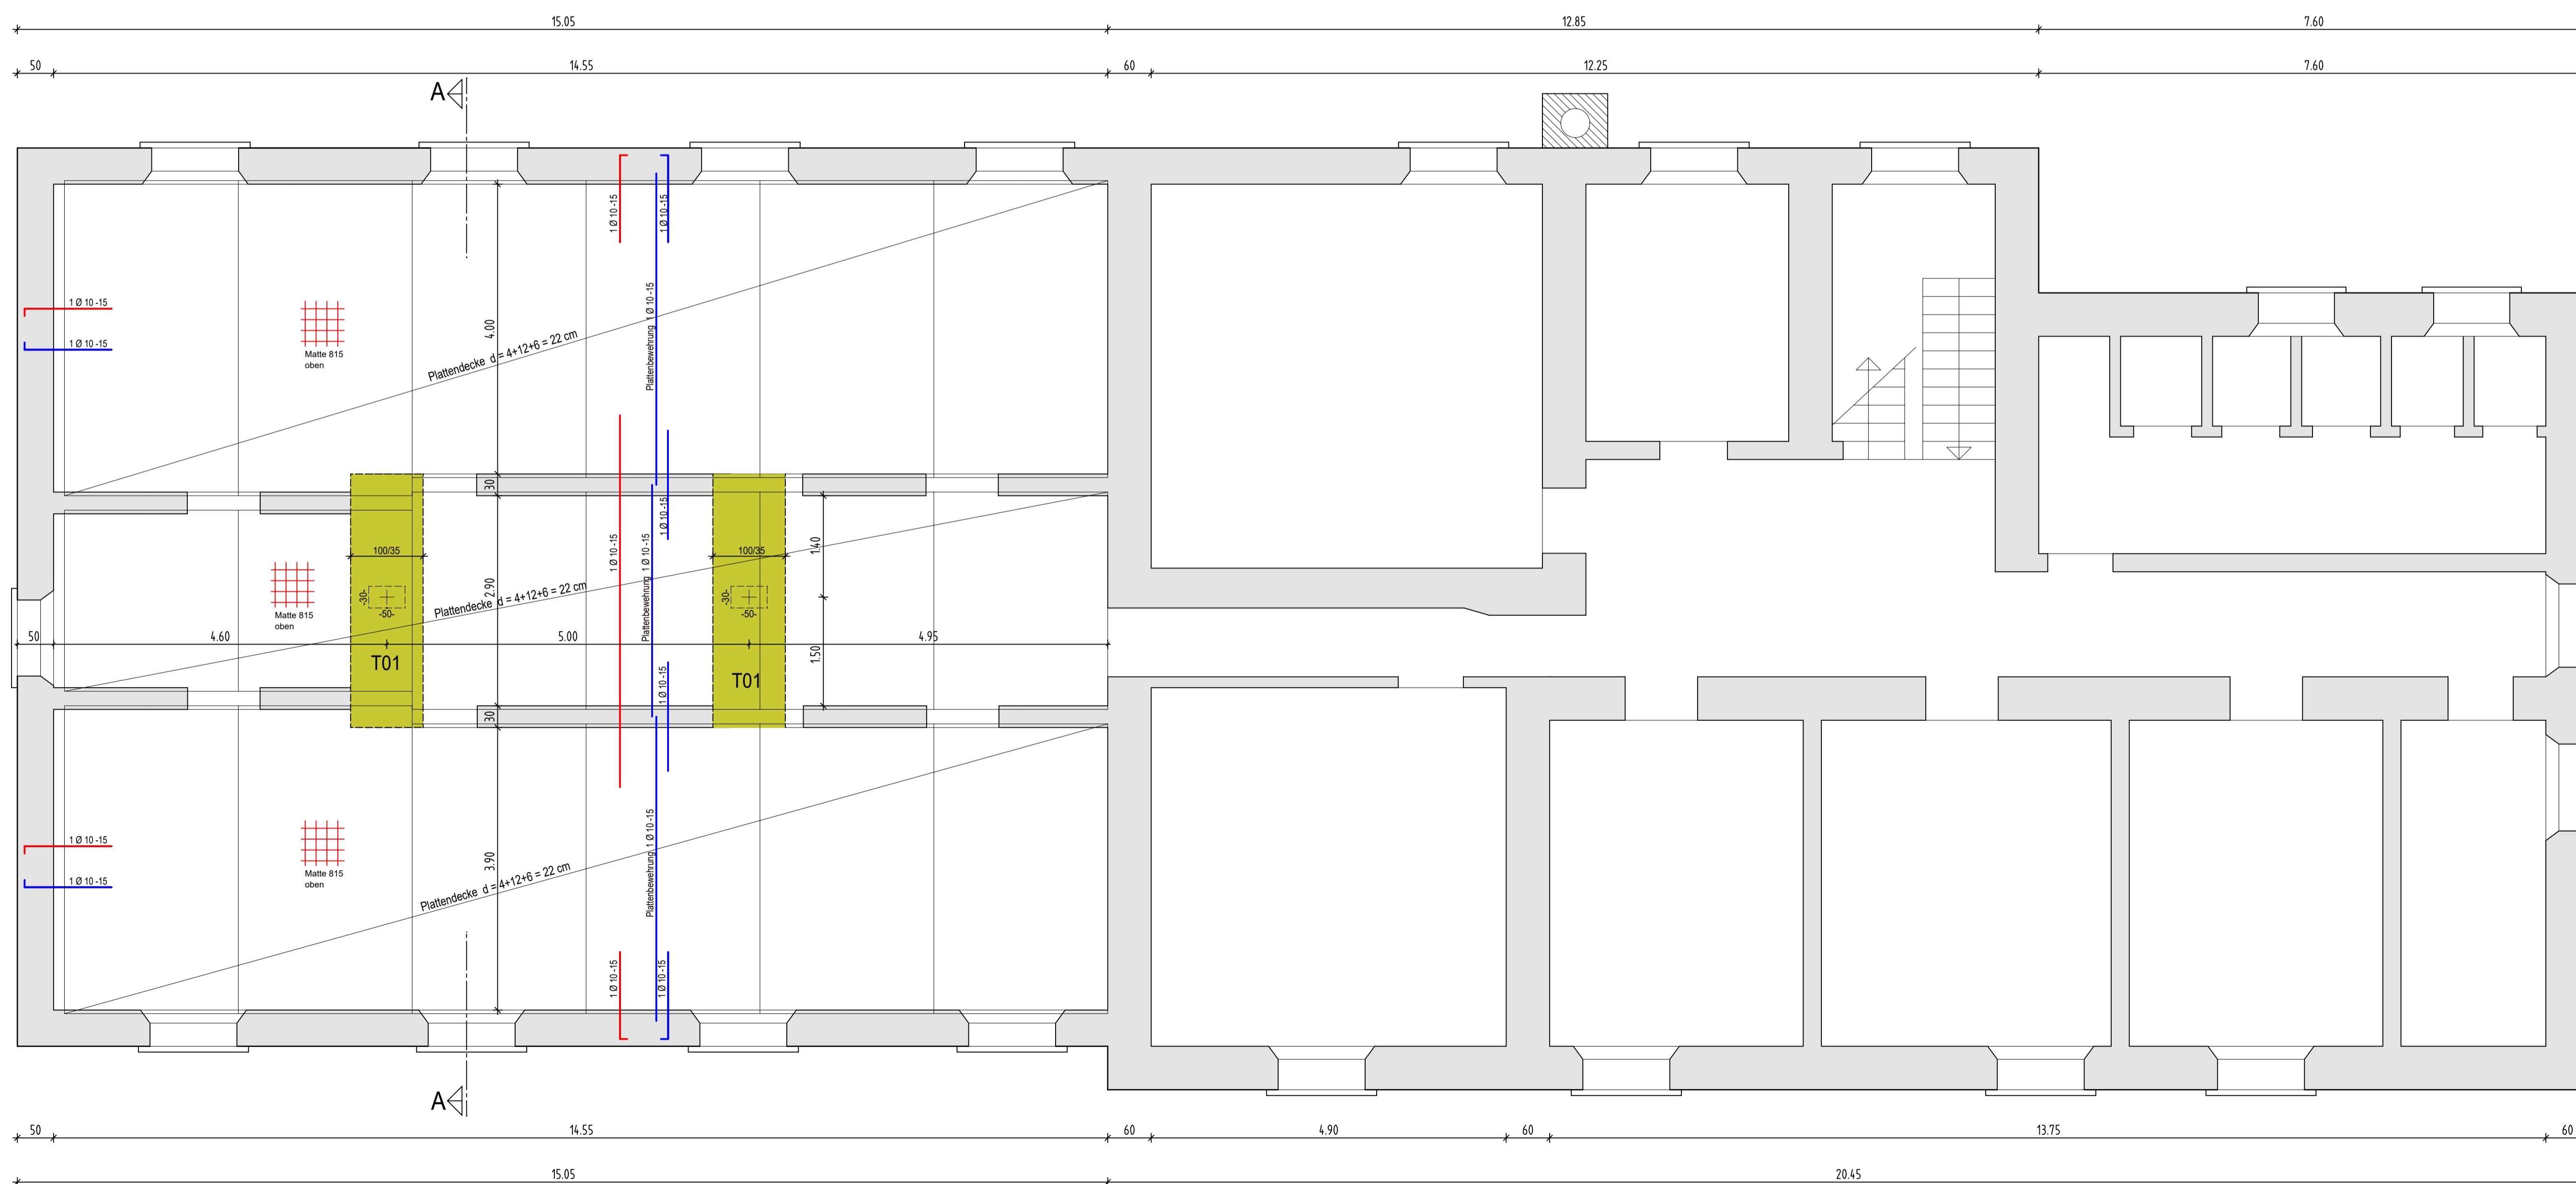 15.05
12.85
7.60
50
14.55
60
12.25
7.60
A
1 Ø 10 -15
1 Ø 10 -15
1 Ø 10 -15
1 Ø 10 -15
Matte 815
oben
4.00
Plattendecke d = 4+12+6 = 22 cm
Plattenbewehrung 1 Ø 10 -15
30
1 Ø 10 -15
100/35
100/35
1 Ø 10 -15
Plattenbewehrung 1 Ø 10 -15
1.40
Matte 815
oben
-30-
-50-
2.90
Plattendecke d = 4+12+6 = 22 cm
-30-
-50-
50
4.60
5.00
4.95
1.50
T01
T01
1 Ø 10 -15
30
1 Ø 10 -15
1 Ø 10 -15
Matte 815
oben
3.90
Plattendecke d = 4+12+6 = 22 cm
Plattenbewehrung 1 Ø 10 -15
1 Ø 10 -15
1 Ø 10 -15
A
50
14.55
60
4.90
60
13.75
60
15.05
20.45